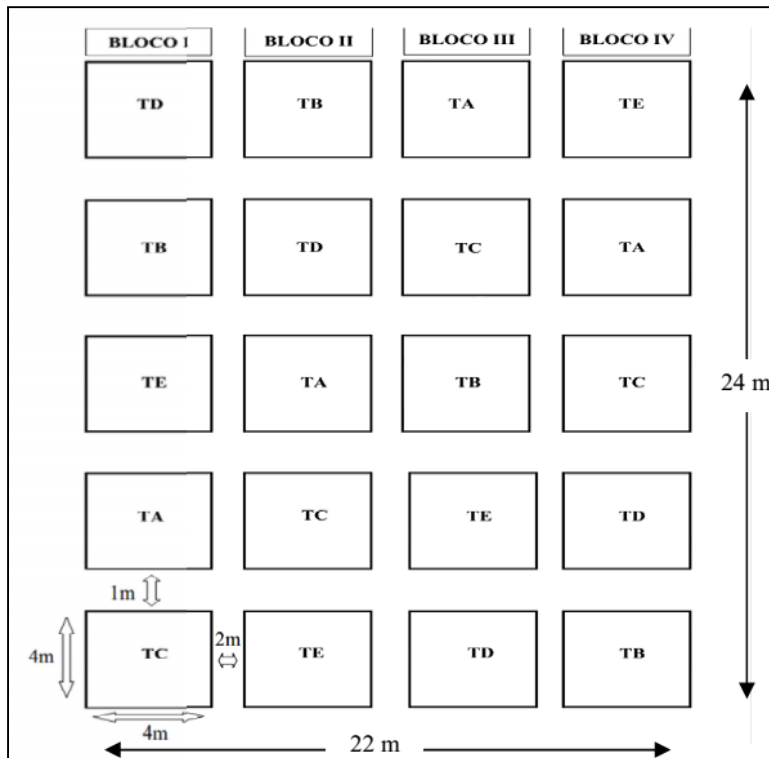 BLOCO I BLOCO II BLOCO III BLOCO IV
TD TB TA TE
TB TD TC TA
TE TA TB TC
24 m
TA TC TE TD
1m
2m
4m TC TE TD TB
4m
22 m